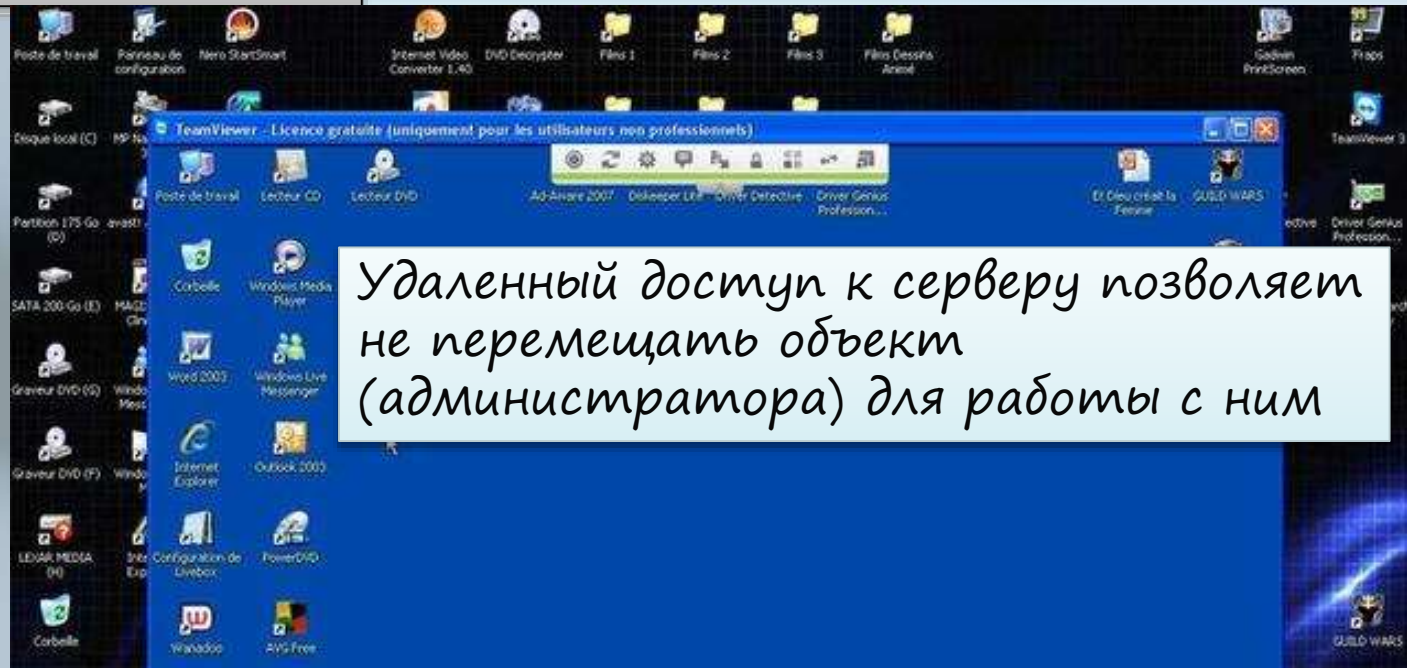 Poste de travail
Panneau de configuration
Nero StartSmart
Internet Video Converter 1.40
DVD Decrypter
Films 1
Films 2
Films 3
Films Dessins Animé
Gadwin PrintScreen
Fraps
Disque local (C)
TeamViewer - Licence gratuite (uniquement pour les utilisateurs non professionnels)
TeamViewer 3
Poste de travail
Lecteur CD
Lecteur DVD
Ad-Aware 2007
Diskeeper Lite
Driver Detective
Driver Genius Profession...
Et Dieu créait la Femme
GUILD WARS
Partition 175 Go (D)
avast!
ective
Driver Genius Profession...
Удаленный доступ к серверу позволяет
не перемещать объект
(администратора) для работы с ним
Corbeille
Windows Media Player
SATA 200 Go (E)
Word 2003
Windows Live Messenger
Graveur DVD (G)
Internet Explorer
Outlook 2003
Graveur DVD (F)
LEXAR MEDIA (H)
Configuration de Livebox
PowerDVD
Corbeille
Wanadoo
AVG Free
GUILD WARS